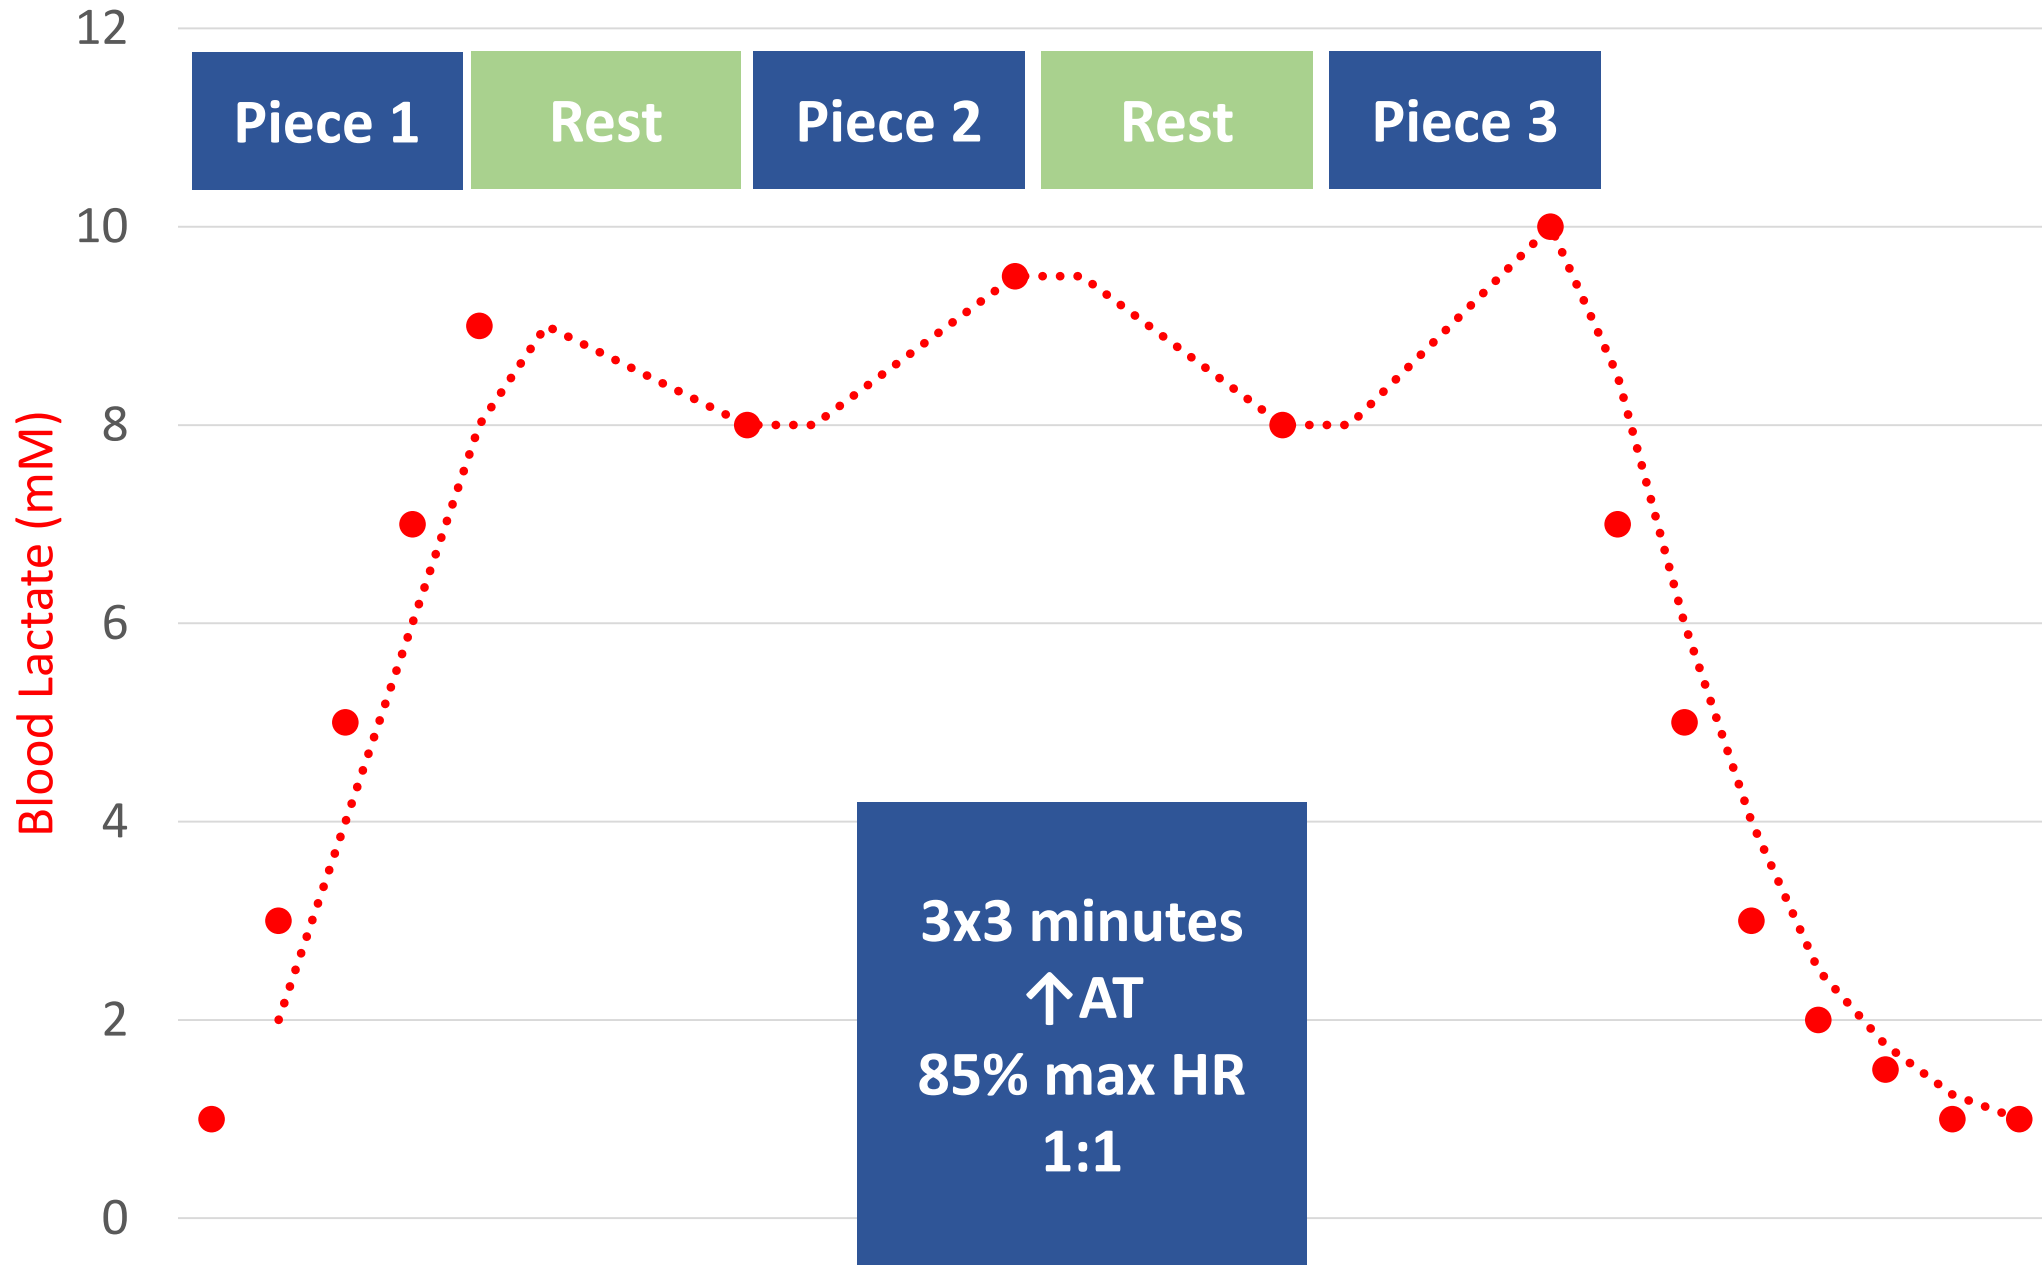 12
Piece 1
Rest
Piece 2
Rest
Piece 3
10
8
6
4
2
0
Blood Lactate (mM)
3x3 minutes
↑AT
85% max HR
1:1